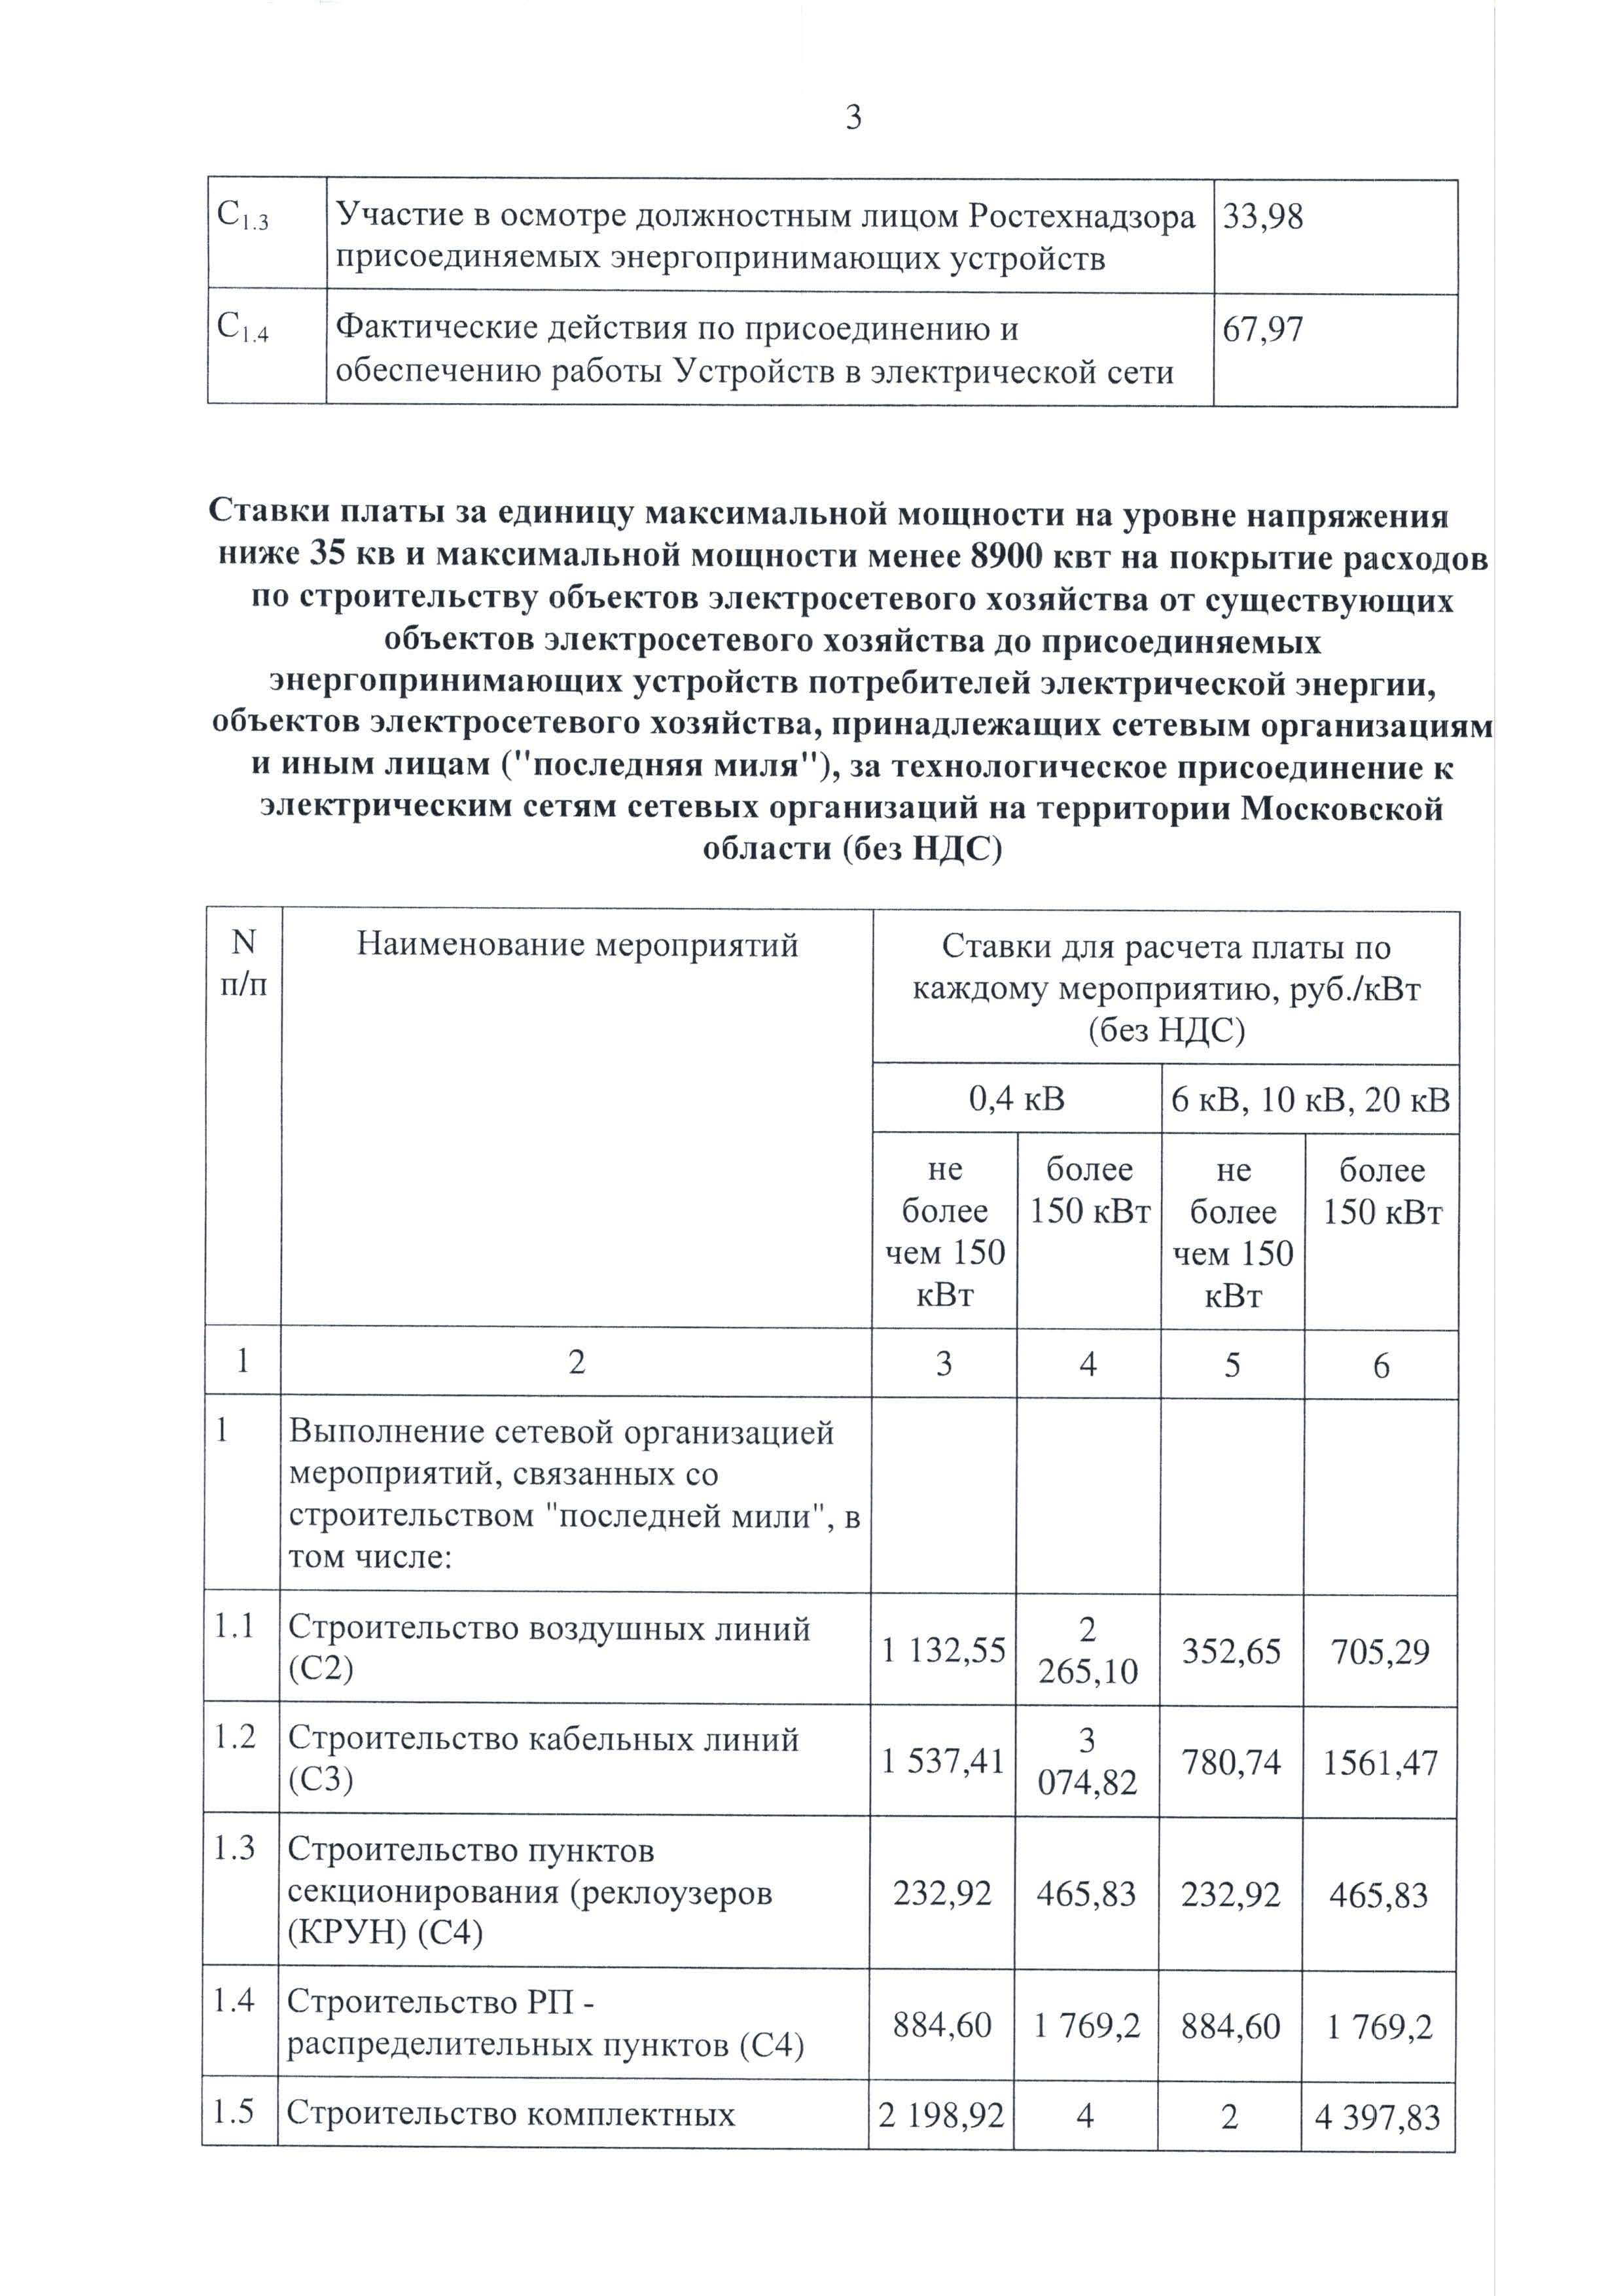 3
С1.3 Участие в осмотре должностным лицом Ростехнадзора 33,98
присоединяемых энергопринимающих устройств
С1.4 Фактические действия по присоединению и 67,97
обеспечению работы Устройств в электрической сети
Ставки платы за единицу максимальной мощности на уровне напряжения
ниже 35 кв и максимальной мощности менее 8900 квт на покрытие расходов
по строительству объектов электросетевого хозяйства от существующих
объектов электросетевого хозяйства до присоединяемых
энергопринимающих устройств потребителей электрической энергии,
объектов электросетевого хозяйства, принадлежащих сетевым организациям
и иным лицам ("последняя миля"), за технологическое присоединение к
электрическим сетям сетевых организаций на территории Московской
области (без НДС)
N
п/п
Наименование мероприятий
Ставки для расчета платы по
каждому мероприятию, руб./кВт
(без НДС)
0,4 кВ
6 кВ, 10 кВ, 20 кВ
не
более
чем 150
кВт
более
150 кВт
не
более
чем 150
кВт
более
150 кВт
1 2 3 4 5 6
1 Выполнение сетевой организацией
мероприятий, связанных со
строительством "последней мили", в
том числе:
1.1 Строительство воздушных линий
(С2)
1 132,55
2
265,10
352,65
705,29
1.2 Строительство кабельных линий
(С3)
1 537,41
3
074,82
780,74
1561,47
1.3 Строительство пунктов
секционирования (реклоузеров
(КРУН) (С4)
232,92 465,83 232,92 465,83
1.4 Строительство РП -
распределительных пунктов (С4)
884,60 1 769,2 884,60 1 769,2
1.5 Строительство комплектных 2 198,92 4 2 4 397,83